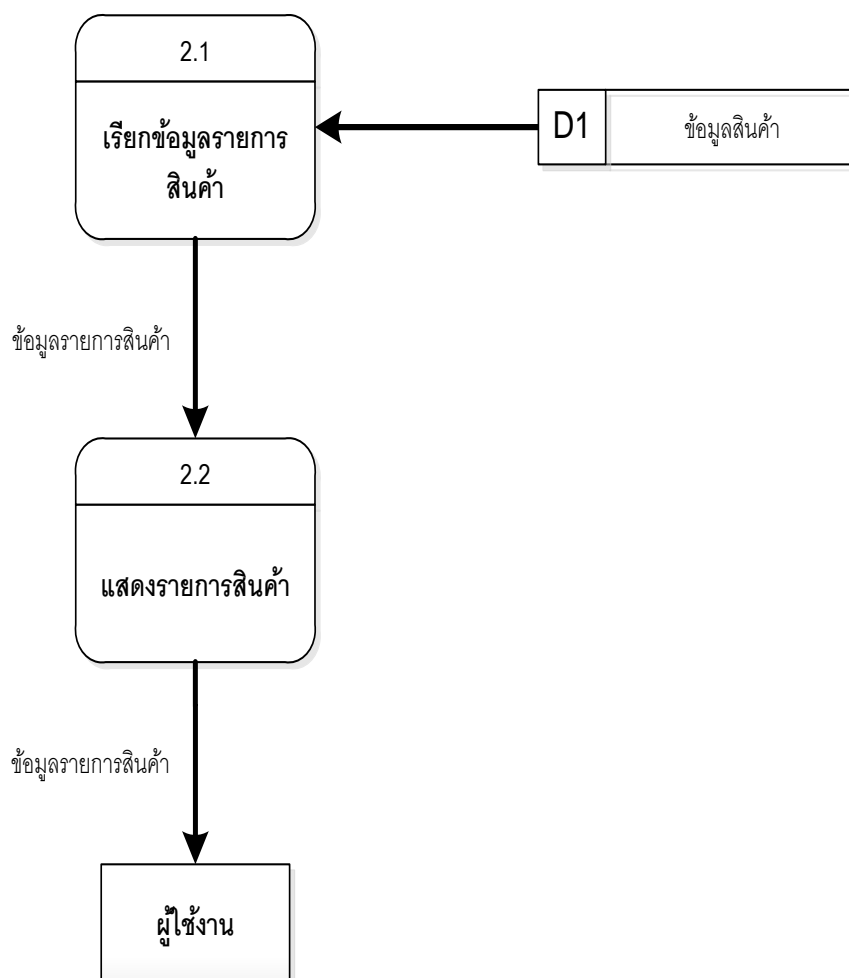 2.1
เรียกข้อมูลรายการ
สินค้า
D1
ข้อมูลสินค้า
ข้อมูลรายการสินค้า
2.2
แสดงรายการสินค้า
ข้อมูลรายการสินค้า
ผู้ใช้งาน